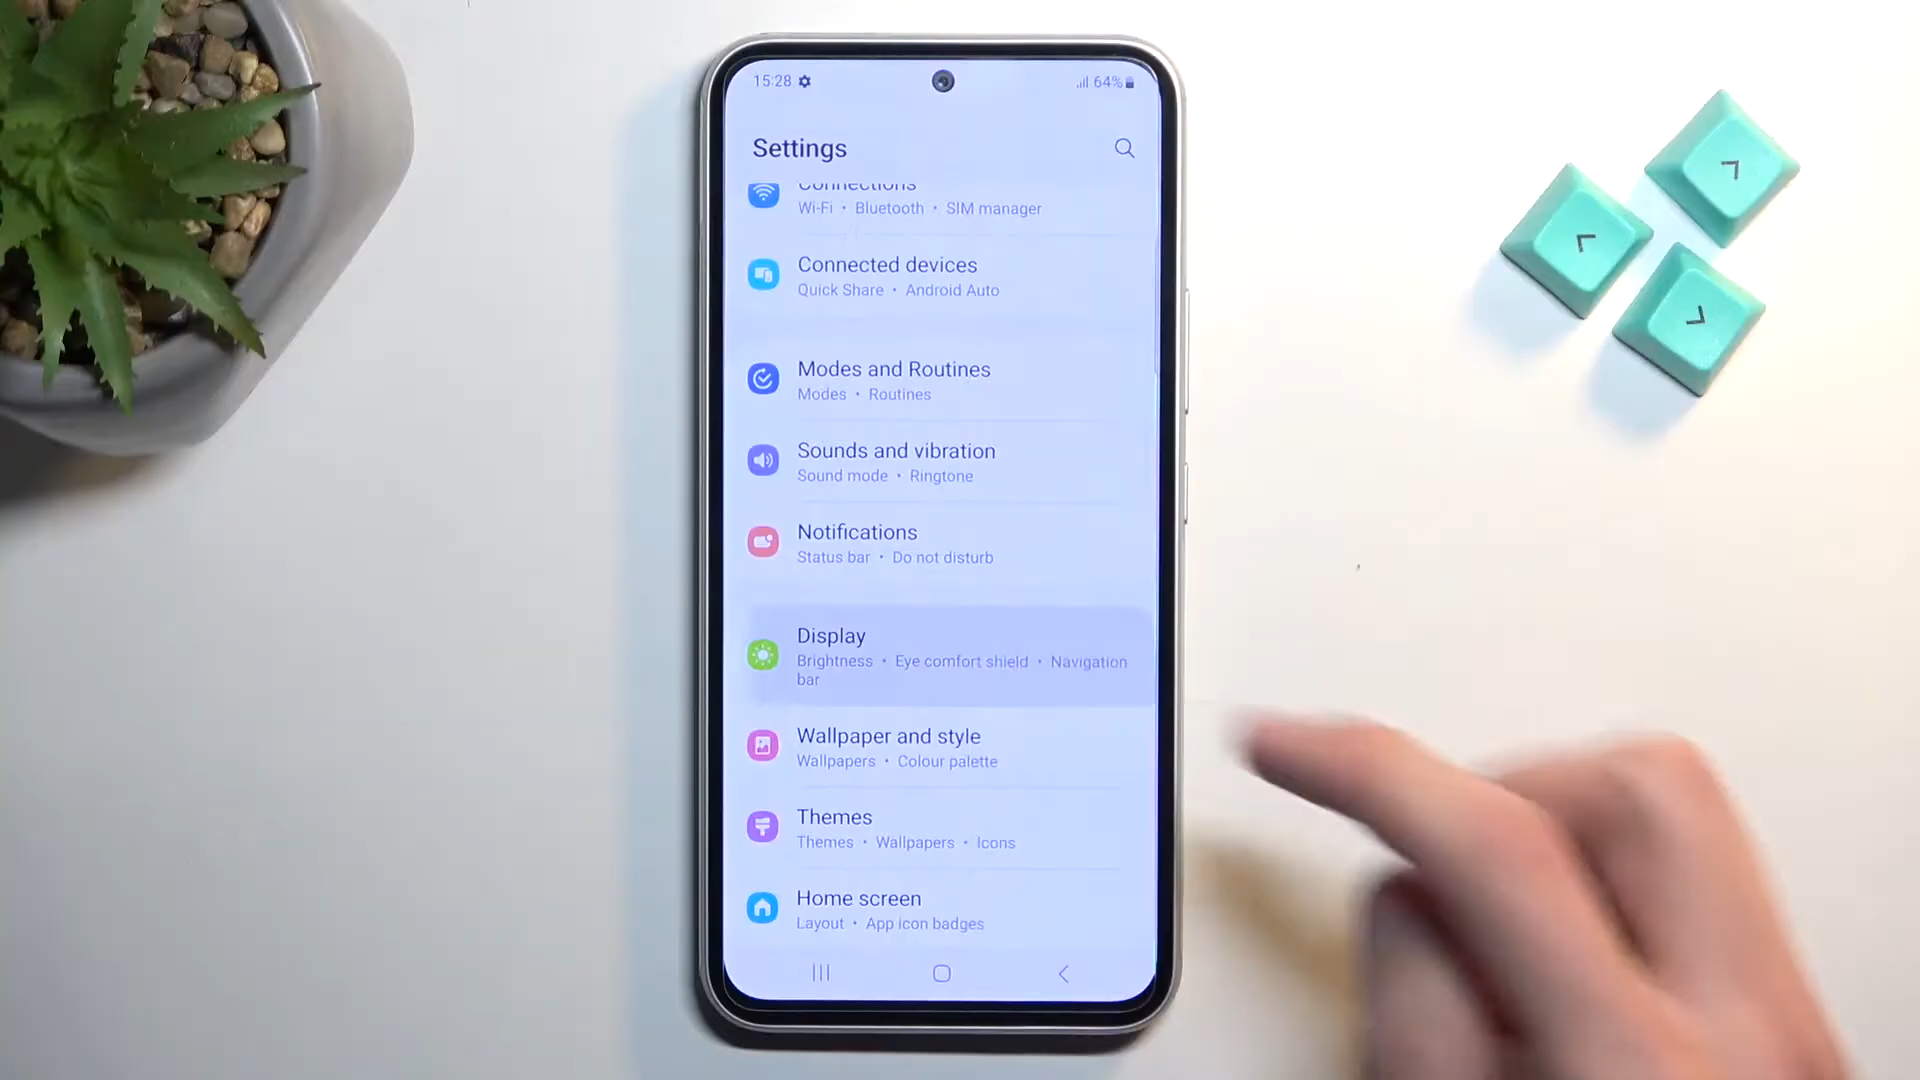 15:28
64%
Settings
Connections
Wi-Fi • Bluetooth • SIM manager
Connected devices
Quick Share • Android Auto
Modes and Routines
Modes • Routines
Sounds and vibration
Sound mode • Ringtone
Notifications
Status bar • Do not disturb
Display
Brightness • Eye comfort shield • Navigation
bar
Wallpaper and style
Wallpapers • Colour palette
Themes
Themes • Wallpapers • Icons
Home screen
Layout • App icon badges